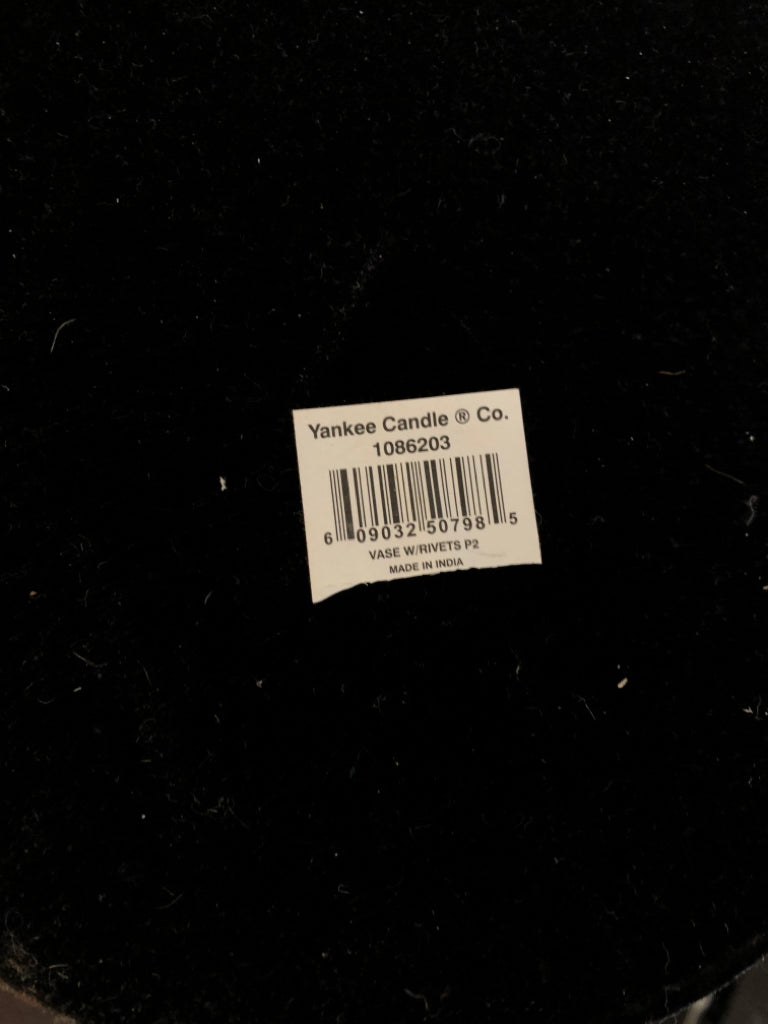 Yankee Candle ® Co.
1086203
6 09032 50798 5
VASE W/RIVETS P2
MADE IN INDIA